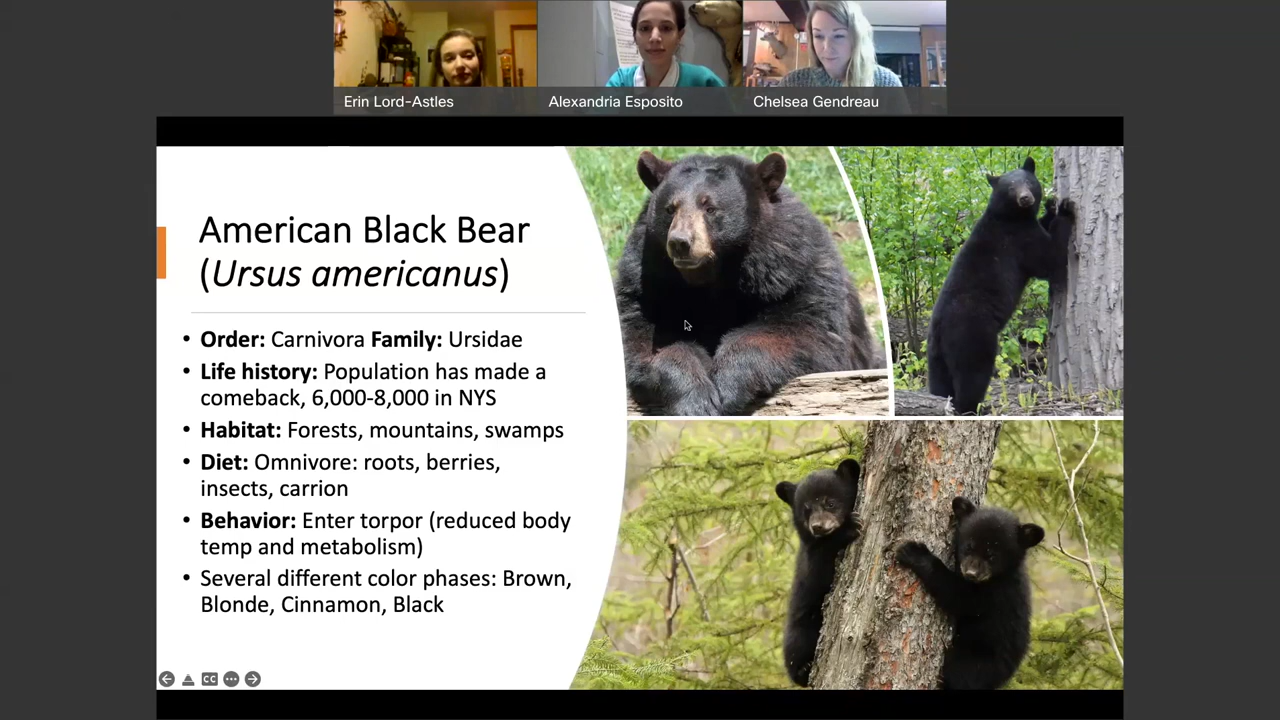 Erin Lord-Astles
Alexandria Esposito
Chelsea Gendreau
American Black Bear
(Ursus americanus)
• Order: Carnivora Family: Ursidae
• Life history: Population has made a
comeback, 6,000-8,000 in NYS
• Habitat: Forests, mountains, swamps
• Diet: Omnivore: roots, berries,
insects, carrion
• Behavior: Enter torpor (reduced body
temp and metabolism)
• Several different color phases: Brown,
Blonde, Cinnamon, Black
CC